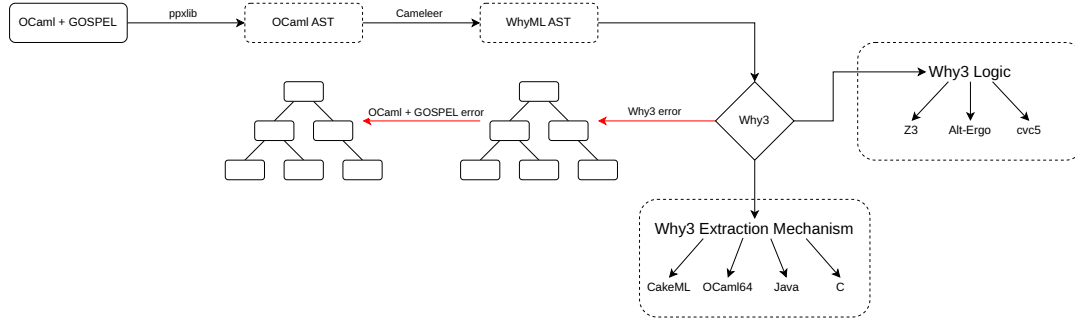 OCaml + GOSPEL
ppxlib
OCaml AST
Cameleer
WhyML AST
Why3 Logic
Z3
Alt-Ergo
cvc5
OCaml + GOSPEL error
Why3 error
Why3
Why3 Extraction Mechanism
CakeML
OCaml64
Java
C